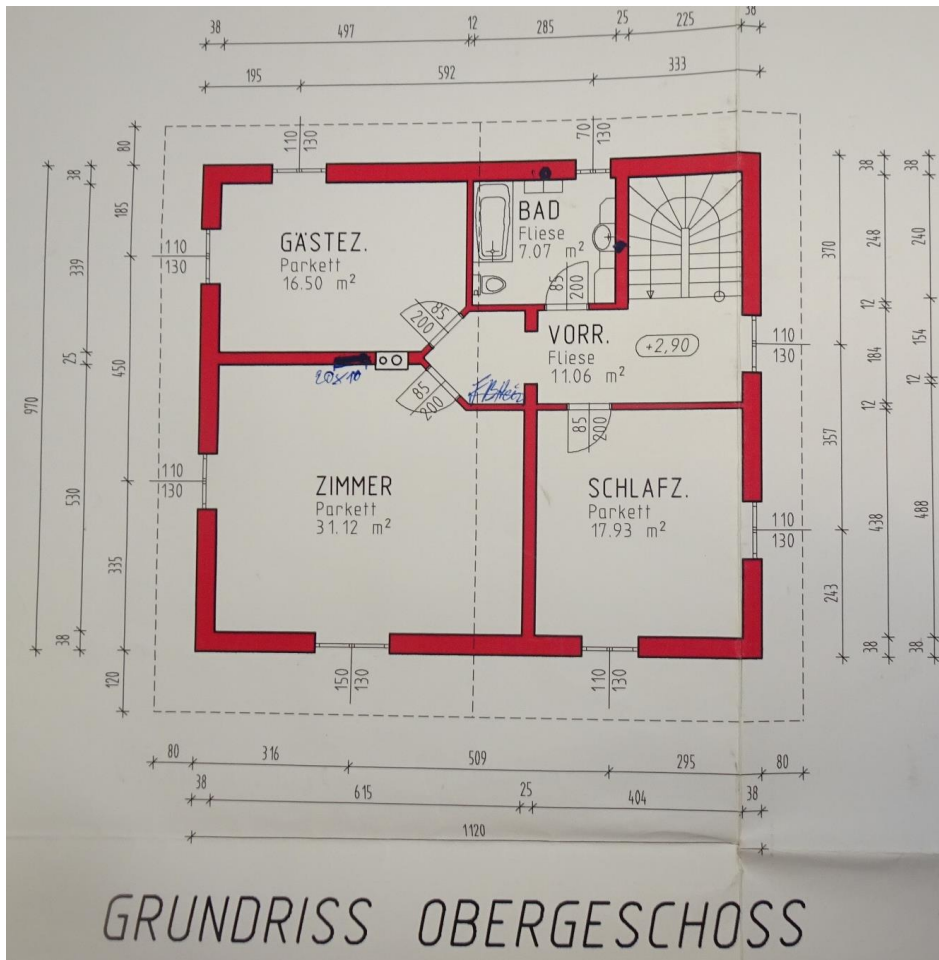 38 497 12 285 25 225 38
195 592 333
110 130
70 130
80
38 185
339
25 450
970
530
335
38
120
110
130
110
130
GÄSTEZ.
Parkett
16.50 m²
BAD
Fliese
7.07 m²
85
200
85
200
VORR.
Fliese
11.06 m²
+2,90
20x10
85
200
85
200
ZIMMER
Parkett
31.12 m²
SCHLAFZ.
Parkett
17.93 m²
110
130
110
130
38 38
370 248 240
12 154
184 12
12
357
438 488
243
38 38
150 130
110 130
80 316 509 295 80
38 615 25 404 38
1120
GRUNDRISS OBERGESCHOSS